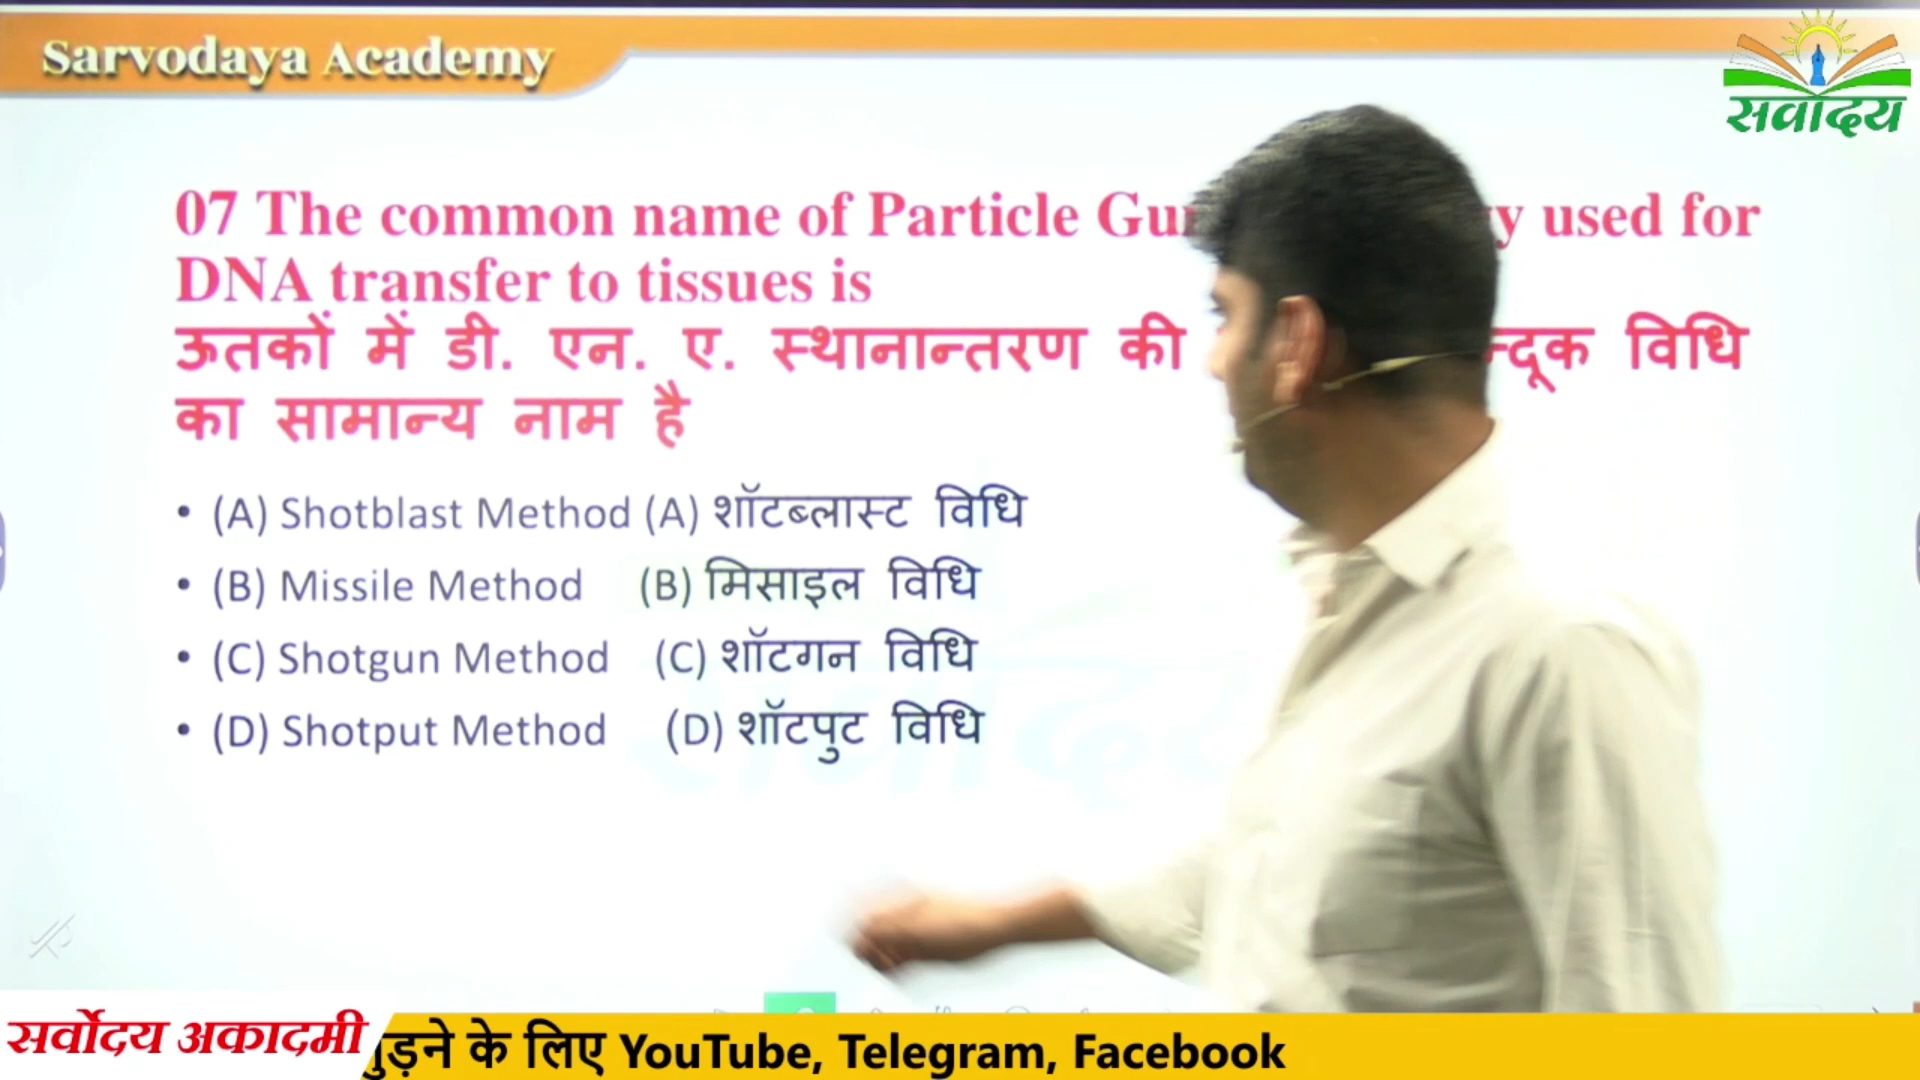 Sarvodaya Academy
सर्वोदय
07 The common name of Particle used for
DNA transfer to tissues is
ऊतकों में डी. एन. ए. स्थानान्तरण की विधि
का सामान्य नाम है
• (A) Shotblast Method (A) शॉटब्लास्ट विधि
• (B) Missile Method (B) मिसाइल विधि
• (C) Shotgun Method (C) शॉटगन विधि
• (D) Shotput Method (D) शॉटपुट विधि
सर्वोदय अकादमी
के लिए YouTube, Telegram, Facebook